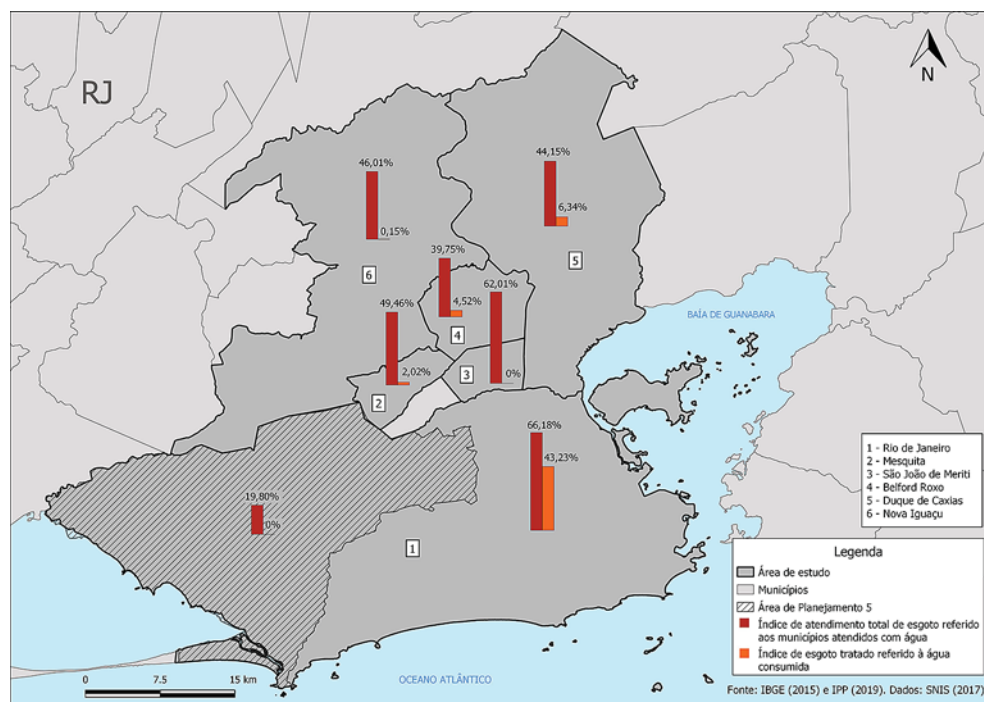 RJ
N
46,01%
0,15%
6
44,15%
6,34%
5
39,75%
4,52%
4
62,01%
0%
3
49,46%
2,02%
2
BAÍA DE GUANABARA
66,18%
43,23%
1
19,80%
0%
1 - Rio de Janeiro
2 - Mesquita
3 - São João de Meriti
4 - Belford Roxo
5 - Duque de Caxias
6 - Nova Iguaçu
Legenda
Área de estudo
Municípios
Área de Planejamento 5
Índice de atendimento total de esgoto referido
aos municípios atendidos com água
Índice de esgoto tratado referido à água
consumida
0 7.5 15 km
OCEANO ATLÂNTICO
Fonte: IBGE (2015) e IPP (2019). Dados: SNIS (2017)